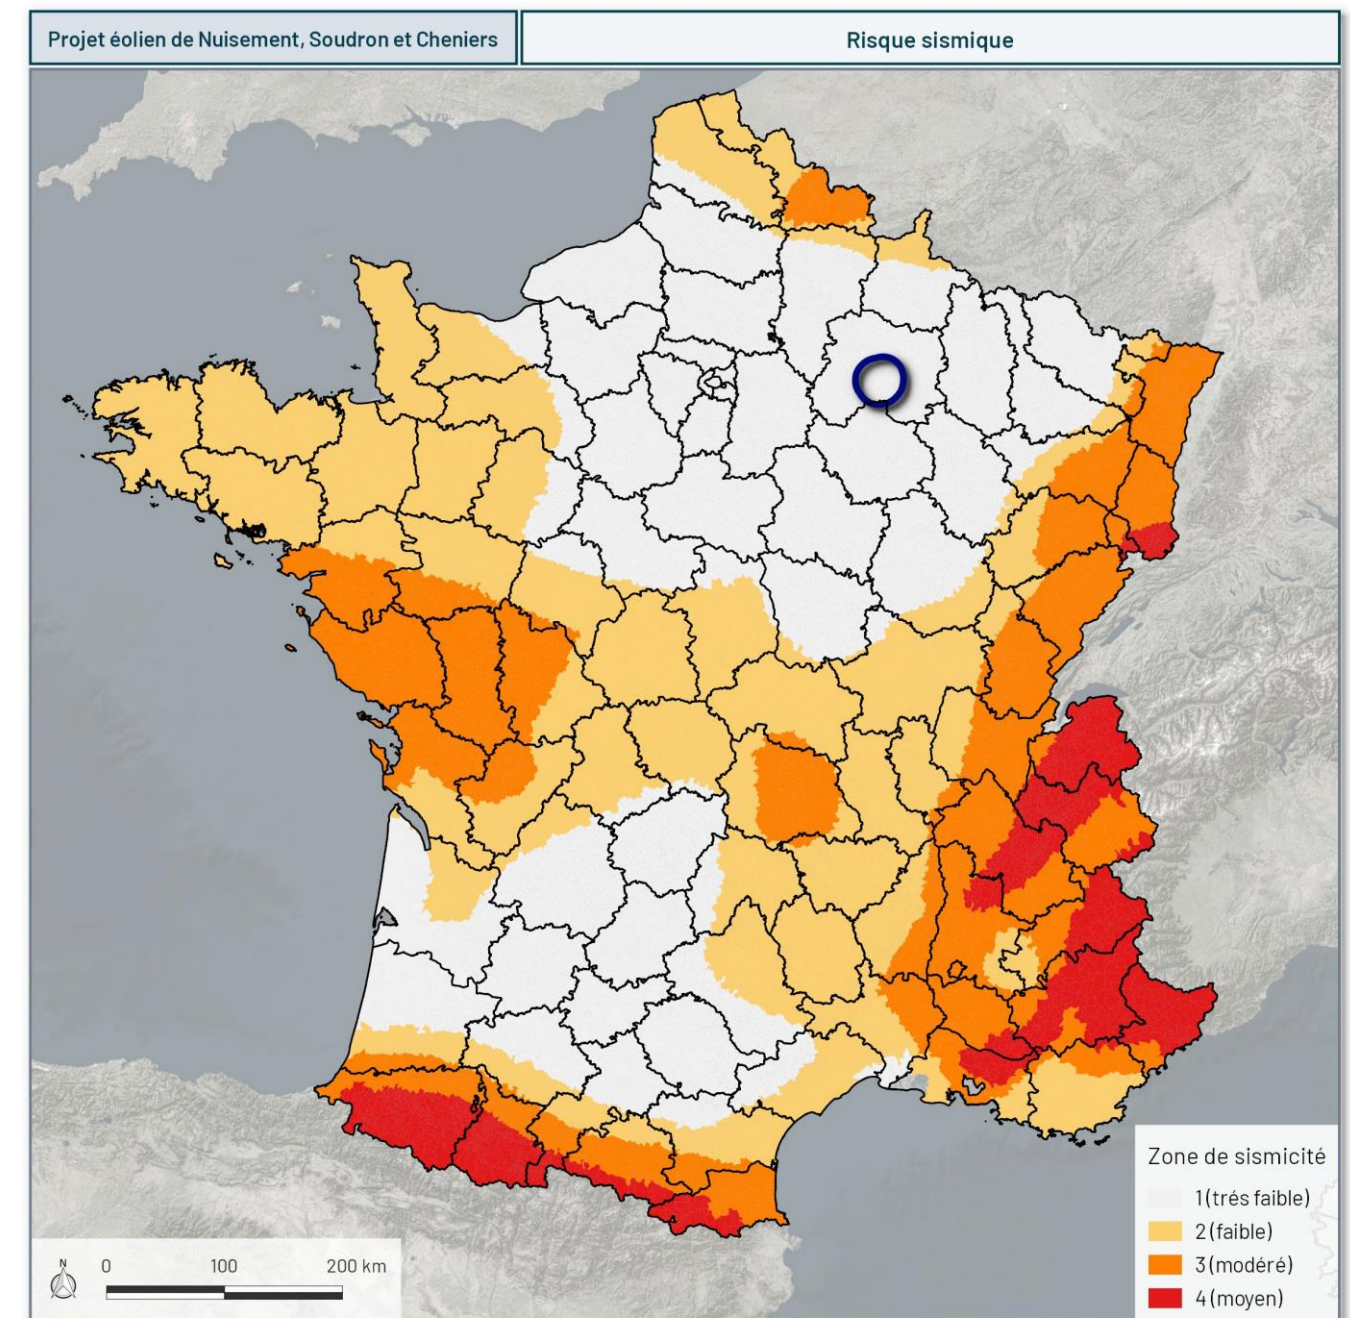 Projet éolien de Nuisement, Soudron et Cheniers
Risque sismique
Zone de sismicité
1 (trés faible)
2 (faible)
3 (modéré)
4 (moyen)
N
0 100 200 km